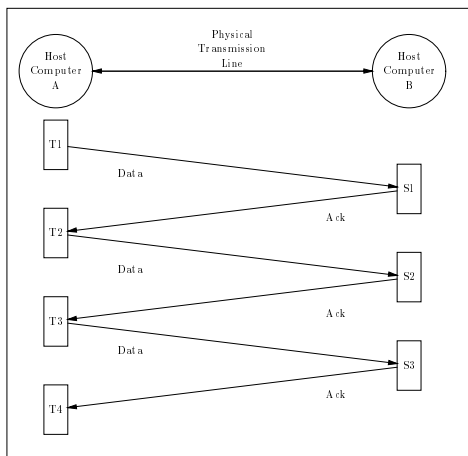 Physical
Transmission
Line
Host
Computer
A
Host
Computer
B
T1
Data
S1
Ack
T2
Data
S2
Ack
T3
Data
S3
Ack
T4